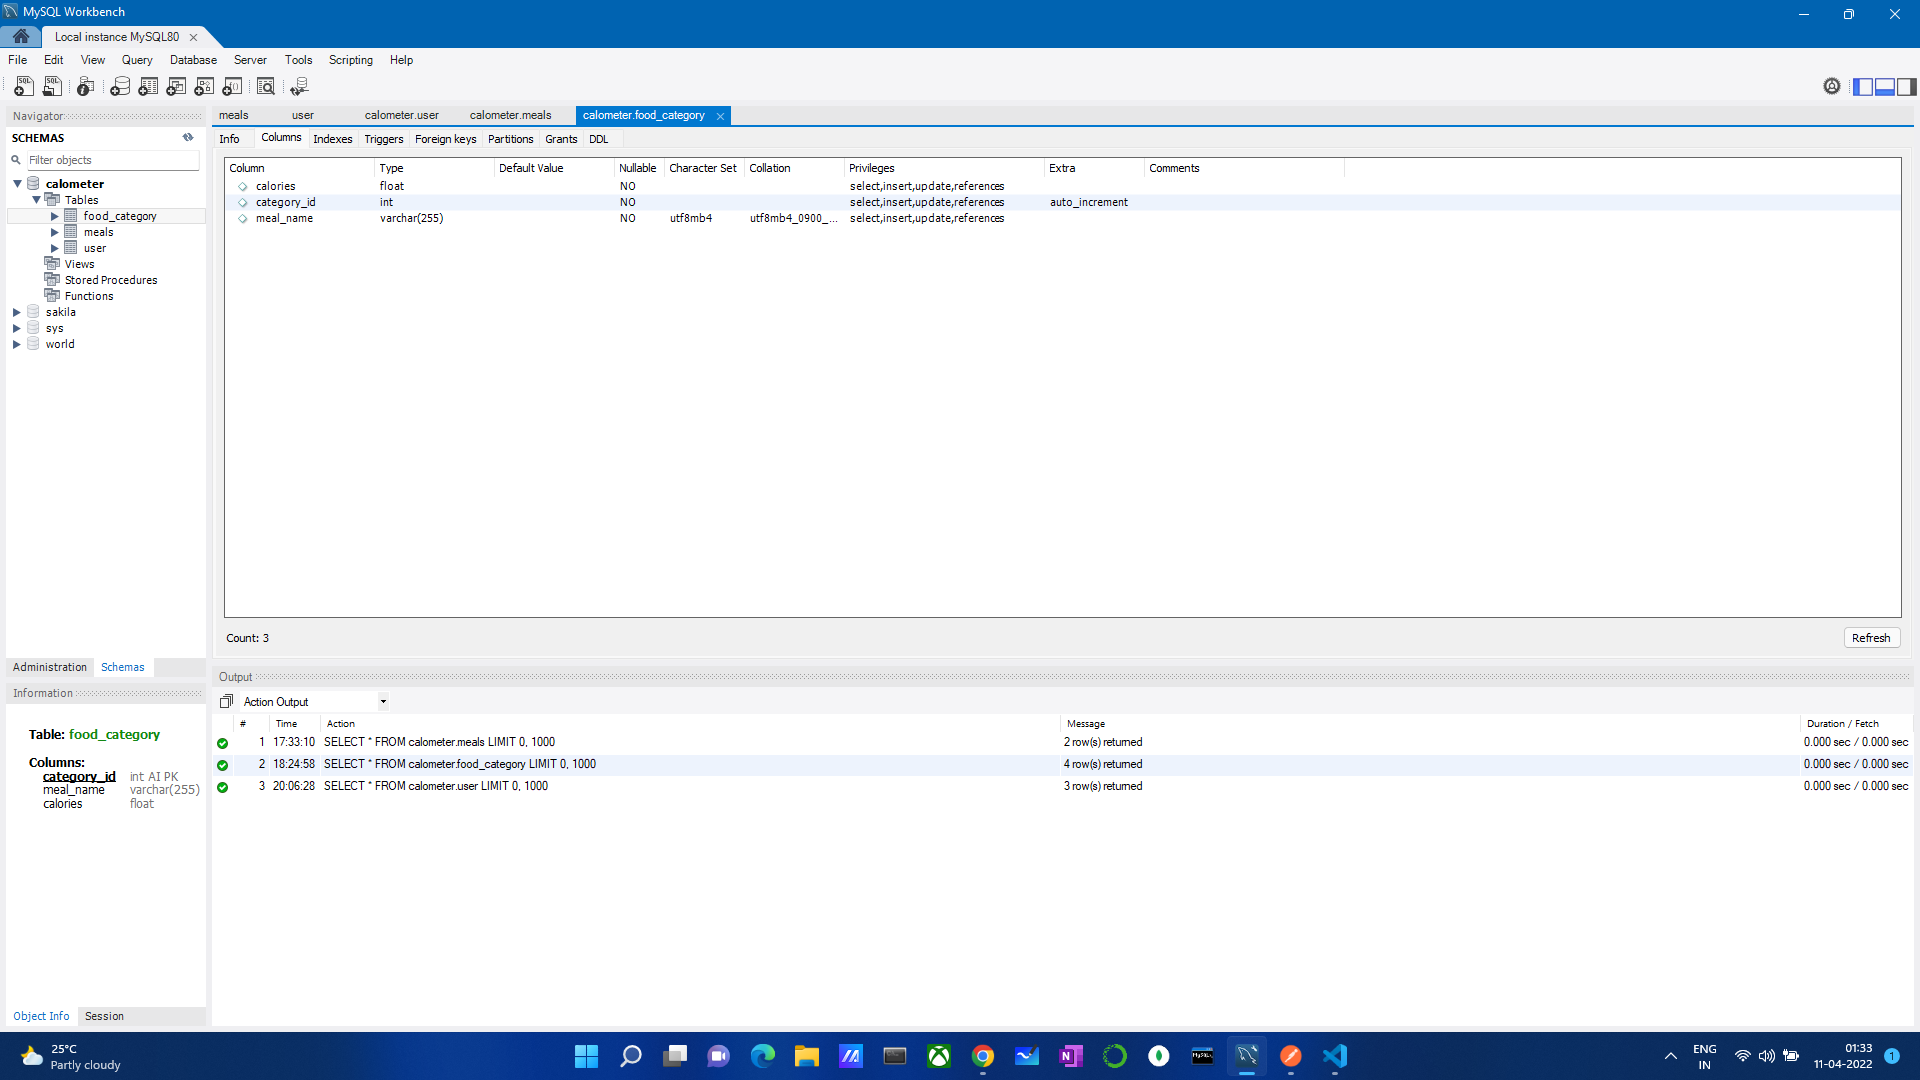 MySQL Workbench
Local instance MySQL80
File Edit View Query Database Server Tools Scripting Help
Navigator
SCHEMAS
Filter objects
calometer
Tables
food_category
meals
user
Views
Stored Procedures
Functions
sakila
sys
world
Administration Schemas
Information
Table: food_category
Columns:
category_id int AI PK
meal_name varchar(255)
calories float
Object Info Session
meals user calometer.user calometer.meals calometer.food_category
Info Columns Indexes Triggers Foreign keys Partitions Grants DDL
Column Type Default Value Nullable Character Set Collation Privileges Extra Comments
calories float NO select,insert,update,references
category_id int NO select,insert,update,references auto_increment
meal_name varchar(255) NO utf8mb4 utf8mb4_0900_... select,insert,update,references
Count: 3
Refresh
Output
Action Output
# Time Action Message Duration / Fetch
1 17:33:10 SELECT * FROM calometer.meals LIMIT 0, 1000 2 row(s) returned 0.000 sec / 0.000 sec
2 18:24:58 SELECT * FROM calometer.food_category LIMIT 0, 1000 4 row(s) returned 0.000 sec / 0.000 sec
3 20:06:28 SELECT * FROM calometer.user LIMIT 0, 1000 3 row(s) returned 0.000 sec / 0.000 sec
25°C
Partly cloudy
ENG
IN
01:33
11-04-2022
1